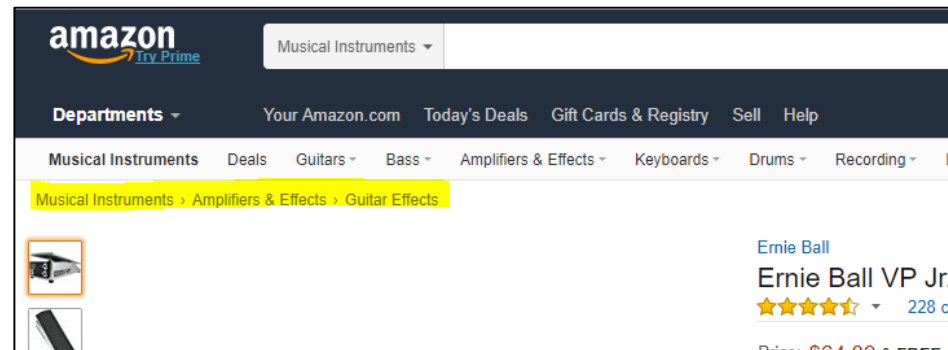 amazon
Try Prime
Musical Instruments
Departments Your Amazon.com Today's Deals Gift Cards & Registry Sell Help
Musical Instruments Deals Guitars Bass Amplifiers & Effects Keyboards Drums Recording
Musical Instruments › Amplifiers & Effects › Guitar Effects
Ernie Ball
Ernie Ball VP Jr.
228